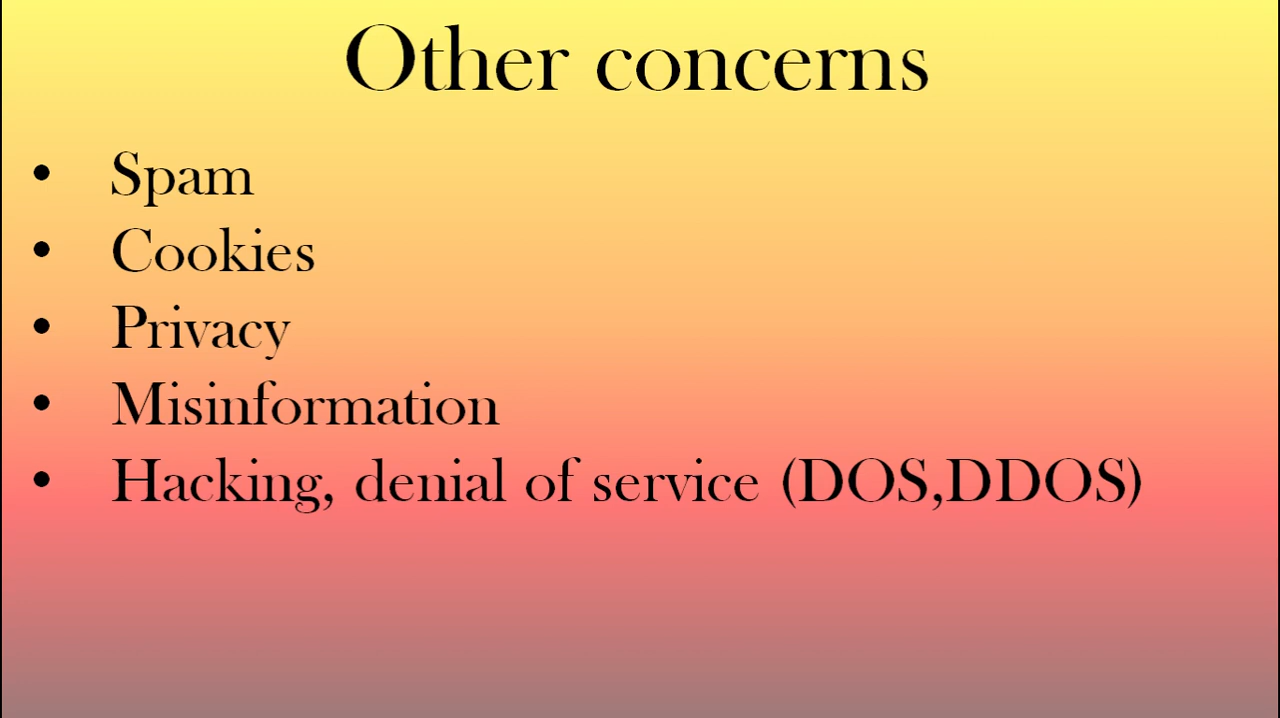 Other concerns
• Spam
• Cookies
• Privacy
• Misinformation
• Hacking, denial of service (DOS,DDOS)